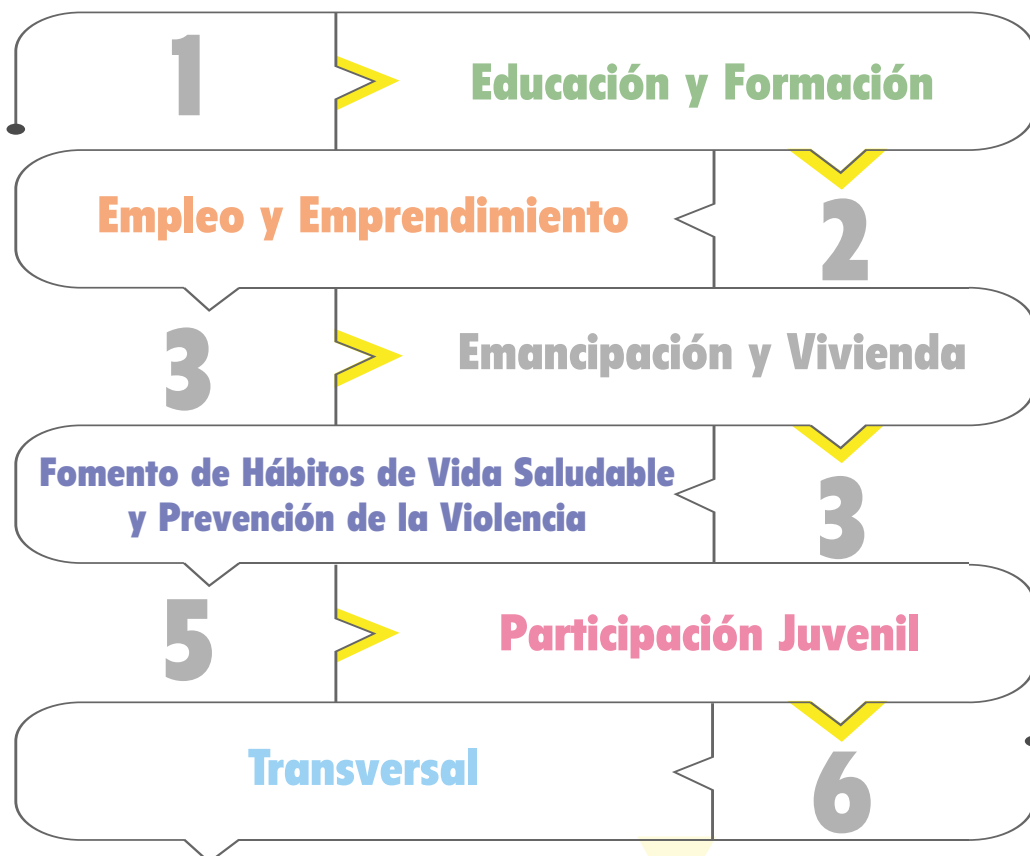 1
Educación y Formación
Empleo y Emprendimiento
2
3
Emancipación y Vivienda
Fomento de Hábitos de Vida Saludable
y Prevención de la Violencia
3
5
Participación Juvenil
Transversal
6